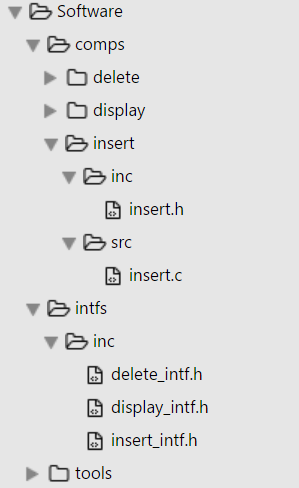 Software
comps
delete
display
insert
inc
insert.h
src
insert.c
intfs
inc
delete_intf.h
display_intf.h
insert_intf.h
tools